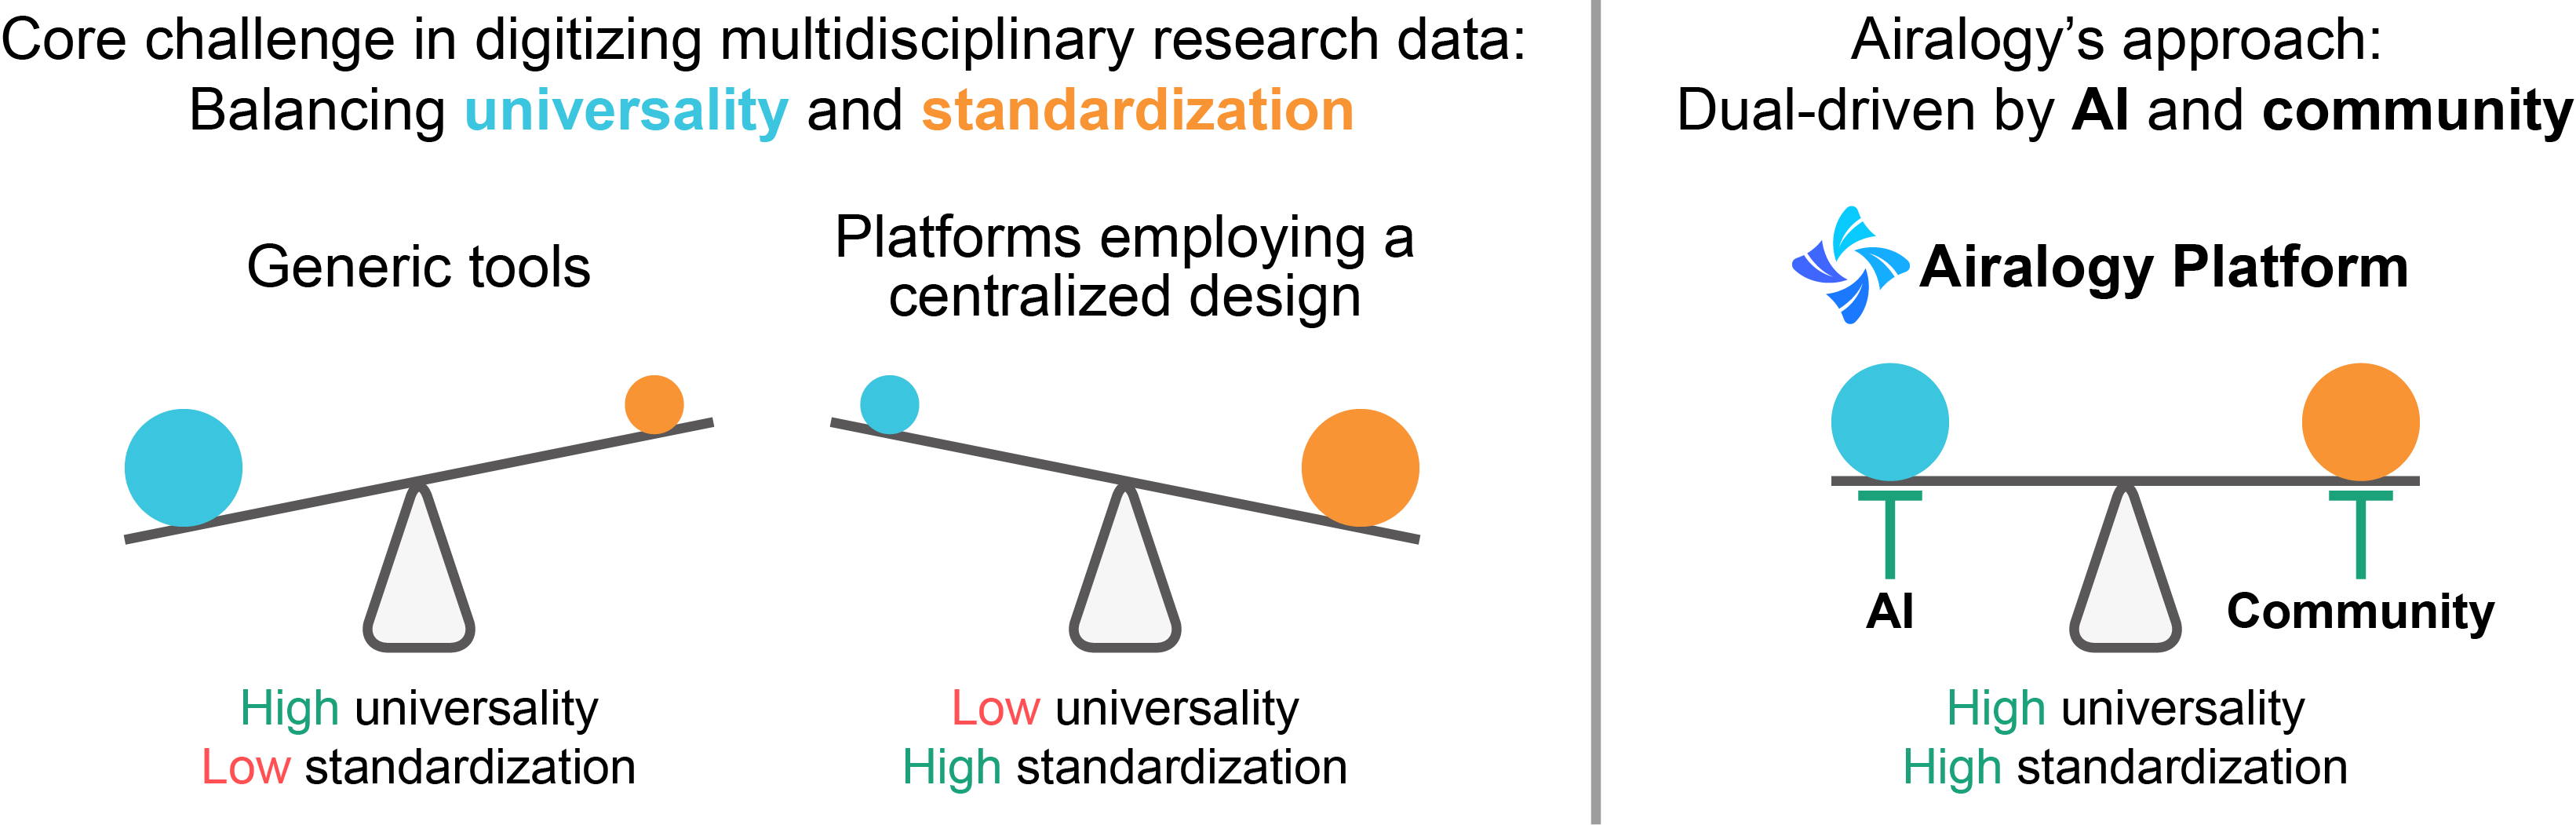 Core challenge in digitizing multidisciplinary research data:
Balancing universality and standardization
Generic tools
High universality
Low standardization
Platforms employing a
centralized design
Low universality
High standardization
Airalogy’s approach:
Dual-driven by AI and community
Airalogy Platform
AI
Community
High universality
High standardization